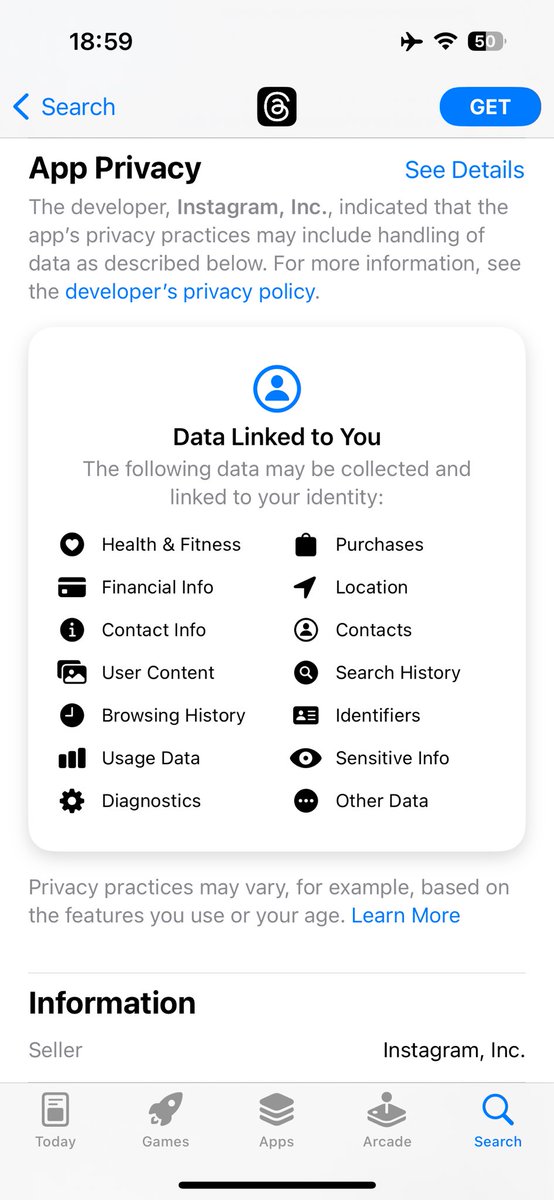 18:59
50
Search
GET
App Privacy
See Details
The developer, Instagram, Inc., indicated that the
app’s privacy practices may include handling of
data as described below. For more information, see
the developer’s privacy policy.
Data Linked to You
The following data may be collected and
linked to your identity:
Health & Fitness
Purchases
Financial Info
Location
Contact Info
Contacts
User Content
Search History
Browsing History
Identifiers
Usage Data
Sensitive Info
Diagnostics
Other Data
Privacy practices may vary, for example, based on
the features you use or your age. Learn More
Information
Seller
Instagram, Inc.
Today
Games
Apps
Arcade
Search